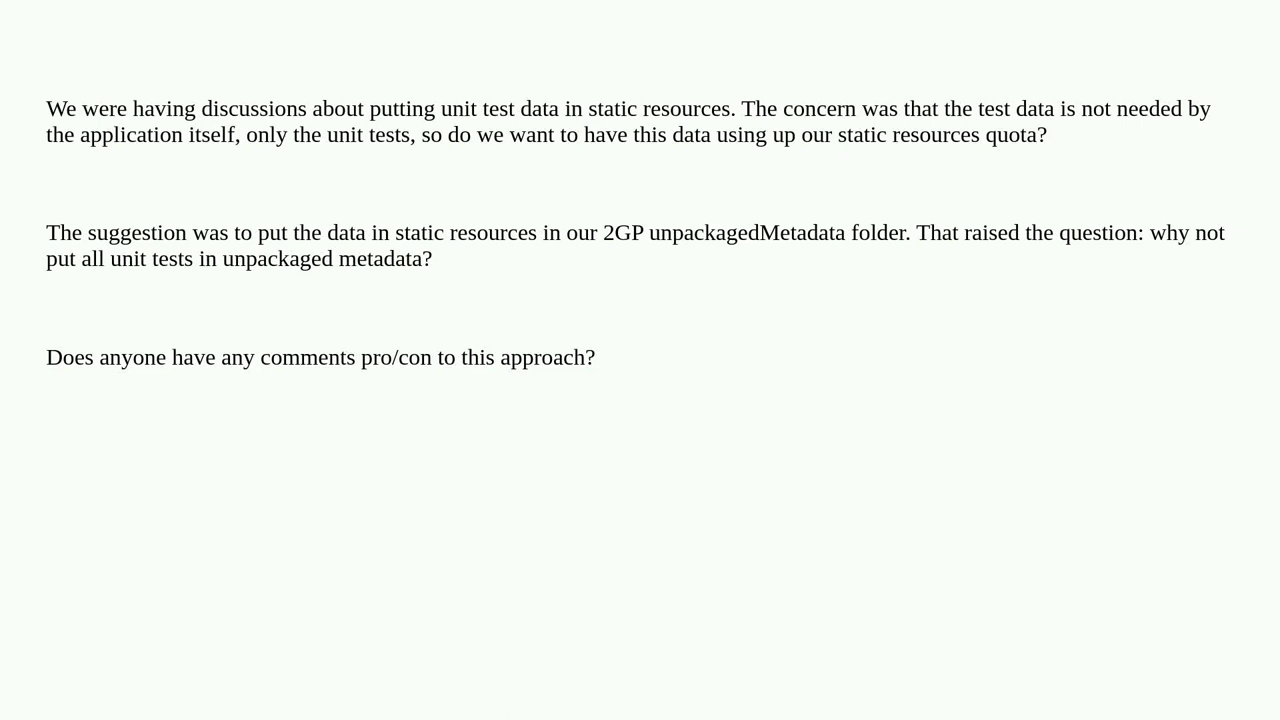 We were having discussions about putting unit test data in static resources. The concern was that the test data is not needed by
the application itself, only the unit tests, so do we want to have this data using up our static resources quota?
The suggestion was to put the data in static resources in our 2GP unpackagedMetadata folder. That raised the question: why not
put all unit tests in unpackaged metadata?
Does anyone have any comments pro/con to this approach?